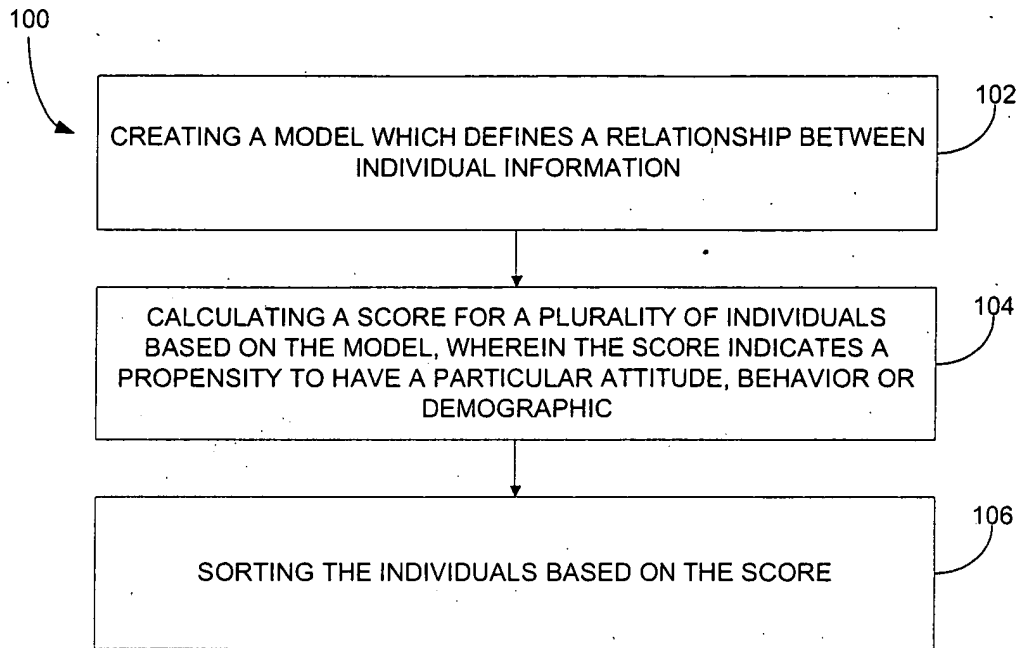 100
102
CREATING A MODEL WHICH DEFINES A RELATIONSHIP BETWEEN
INDIVIDUAL INFORMATION
104
CALCULATING A SCORE FOR A PLURALITY OF INDIVIDUALS
BASED ON THE MODEL, WHEREIN THE SCORE INDICATES A
PROPENSITY TO HAVE A PARTICULAR ATTITUDE, BEHAVIOR OR
DEMOGRAPHIC
106
SORTING THE INDIVIDUALS BASED ON THE SCORE